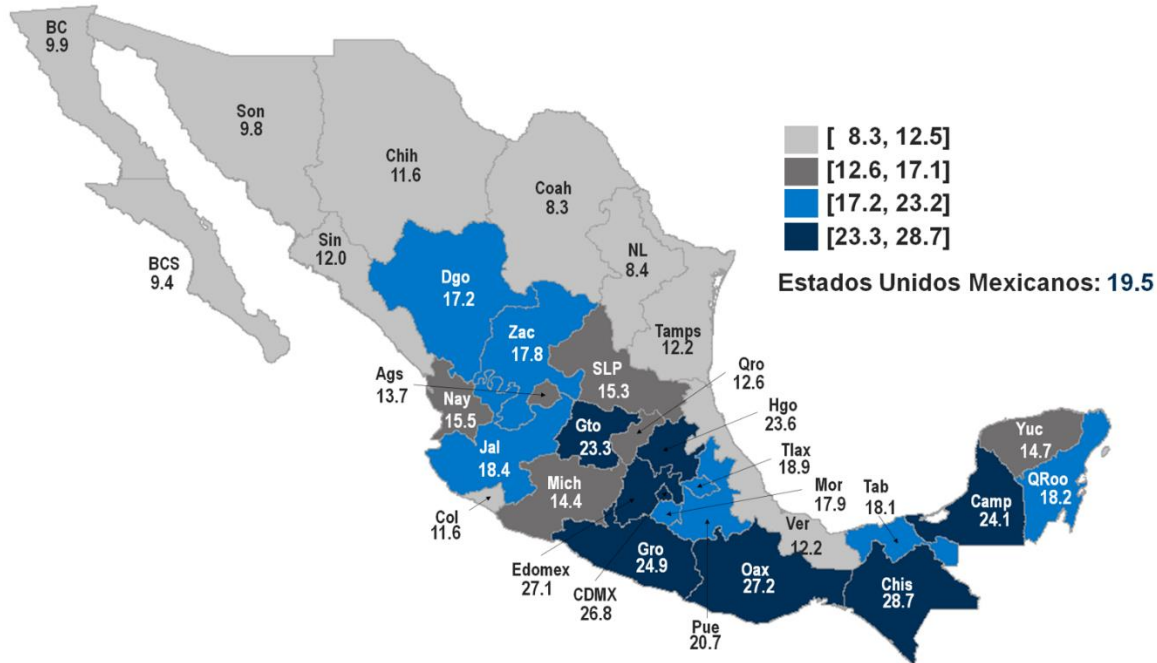 BC
9.9
Son
9.8
Chih
11.6
Coah
8.3
[ 8.3, 12.5]
[12.6, 17.1]
[17.2, 23.2]
[23.3, 28.7]
Estados Unidos Mexicanos: 19.5
BCS
9.4
Sin
12.0
NL
8.4
Dgo
17.2
Zac
17.8
Tamps
12.2
Ags
13.7
Nay
15.5
SLP
15.3
Qro
12.6
Hgo
23.6
Gto
23.3
Jal
18.4
Tlax
18.9
Yuc
14.7
Mich
14.4
Mor
17.9
Tab
18.1
QRoo
18.2
Camp
24.1
Col
11.6
Ver
12.2
Edomex
27.1
Gro
24.9
CDMX
26.8
Oax
27.2
Chis
28.7
Pue
20.7